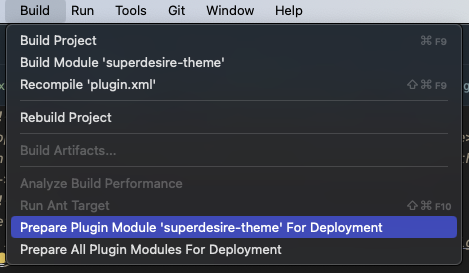 Build Run Tools Git Window Help
Build Project ⌘F9
Build Module 'superdesire-theme'
Recompile 'plugin.xml' ⇧⌘F9
Rebuild Project
Build Artifacts...
Analyze Build Performance
Run Ant Target ⇧⌘F10
Prepare Plugin Module 'superdesire-theme' For Deployment
Prepare All Plugin Modules For Deployment